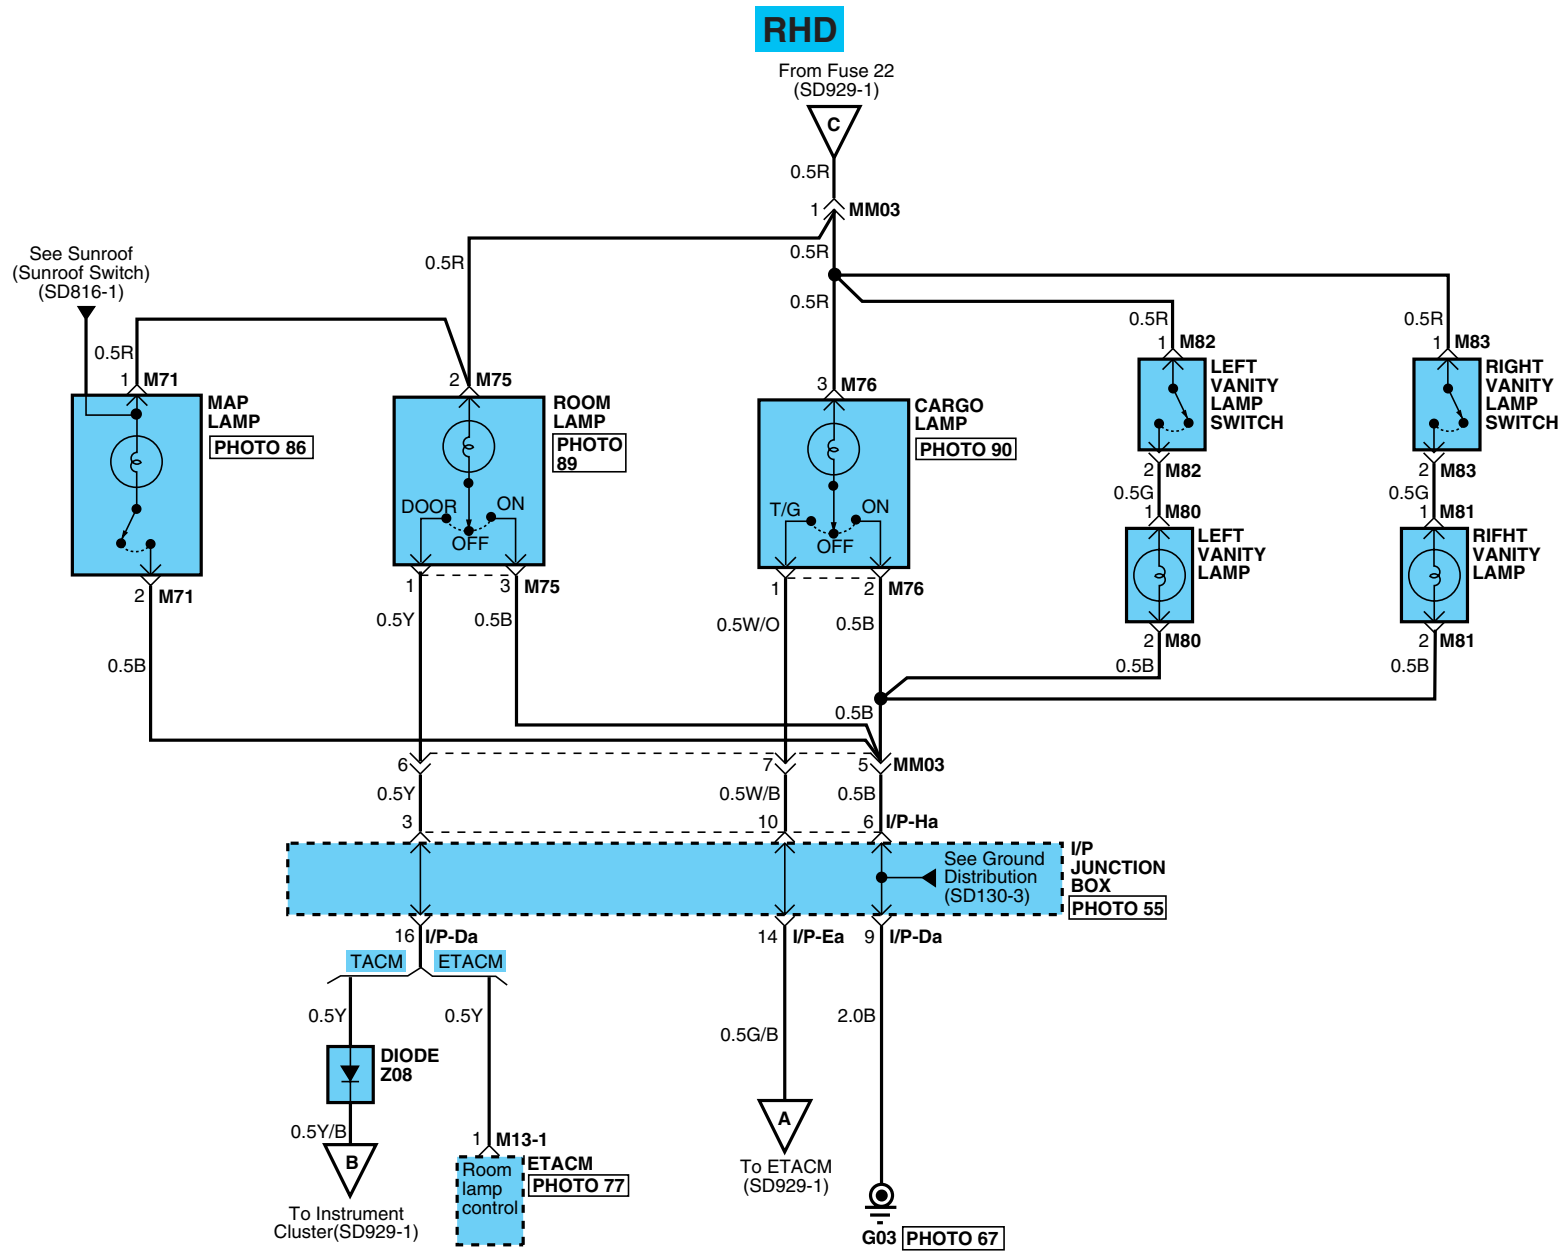 RHD
From Fuse 22
(SD929-1)
C
0.5R
1 MM03
See Sunroof
(Sunroof Switch)
(SD816-1)
0.5R
0.5R
0.5R
0.5R
0.5R
0.5R
1 M71
2 M75
3 M76
1 M82
1 M83
MAP
LAMP
PHOTO 86
ROOM
LAMP
PHOTO
89
CARGO
LAMP
PHOTO 90
LEFT
VANITY
LAMP
SWITCH
RIGHT
VANITY
LAMP
SWITCH
DOOR
ON
OFF
T/G
ON
OFF
2 M82
2 M83
0.5G
0.5G
1 M80
1 M81
LEFT
VANITY
LAMP
RIFHT
VANITY
LAMP
2 M71
1
3 M75
1
2 M76
0.5Y
0.5B
0.5W/O
0.5B
2 M80
2 M81
0.5B
0.5B
0.5B
0.5B
6
7
5 MM03
0.5Y
0.5W/B
0.5B
3
10
6 I/P-Ha
See Ground
Distribution
(SD130-3)
I/P
JUNCTION
BOX
PHOTO 55
16 I/P-Da
14 I/P-Ea
9 I/P-Da
TACM
ETACM
0.5Y
0.5Y
0.5G/B
2.0B
DIODE
Z08
0.5Y/B
B
To Instrument
Cluster(SD929-1)
1 M13-1
Room
lamp
control
ETACM
PHOTO 77
A
To ETACM
(SD929-1)
G03 PHOTO 67